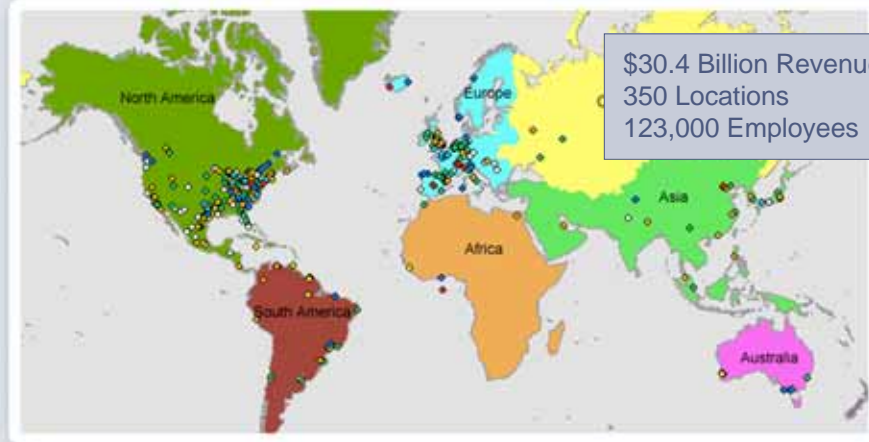 $30.4 Billion Revenu
350 Locations
123,000 Employees
North America
Europe
Asia
Africa
South America
Australia